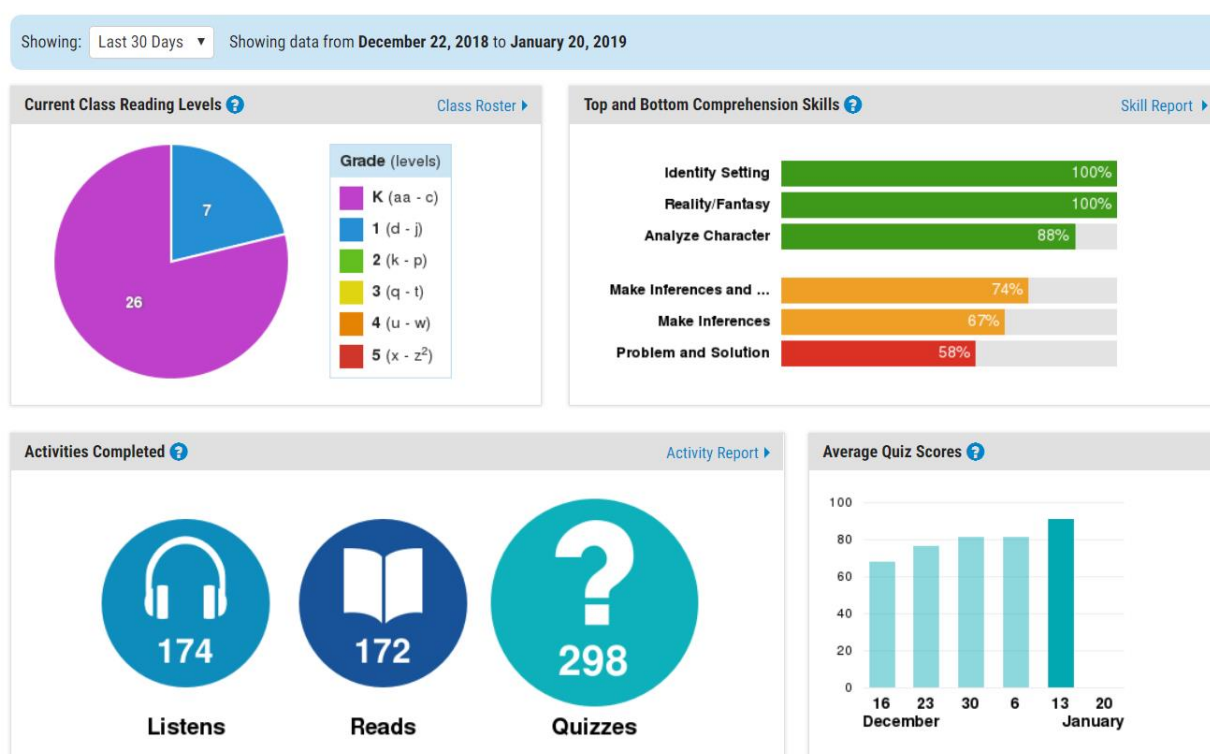 Showing: Last 30 Days ▼ Showing data from December 22, 2018 to January 20, 2019
Current Class Reading Levels ?
Class Roster
Grade (levels)
K (aa - c)
1 (d - j)
2 (k - p)
3 (q - t)
4 (u - w)
5 (x - z²)
7
26
Top and Bottom Comprehension Skills ?
Skill Report
Identify Setting 100%
Reality/Fantasy 100%
Analyze Character 88%
Make Inferences and ... 74%
Make Inferences 67%
Problem and Solution 58%
Activities Completed ?
Activity Report
?
174 172 298
Listens Reads Quizzes
Average Quiz Scores ?
100
80
60
40
20
0
16 23 30 6 13 20
December January